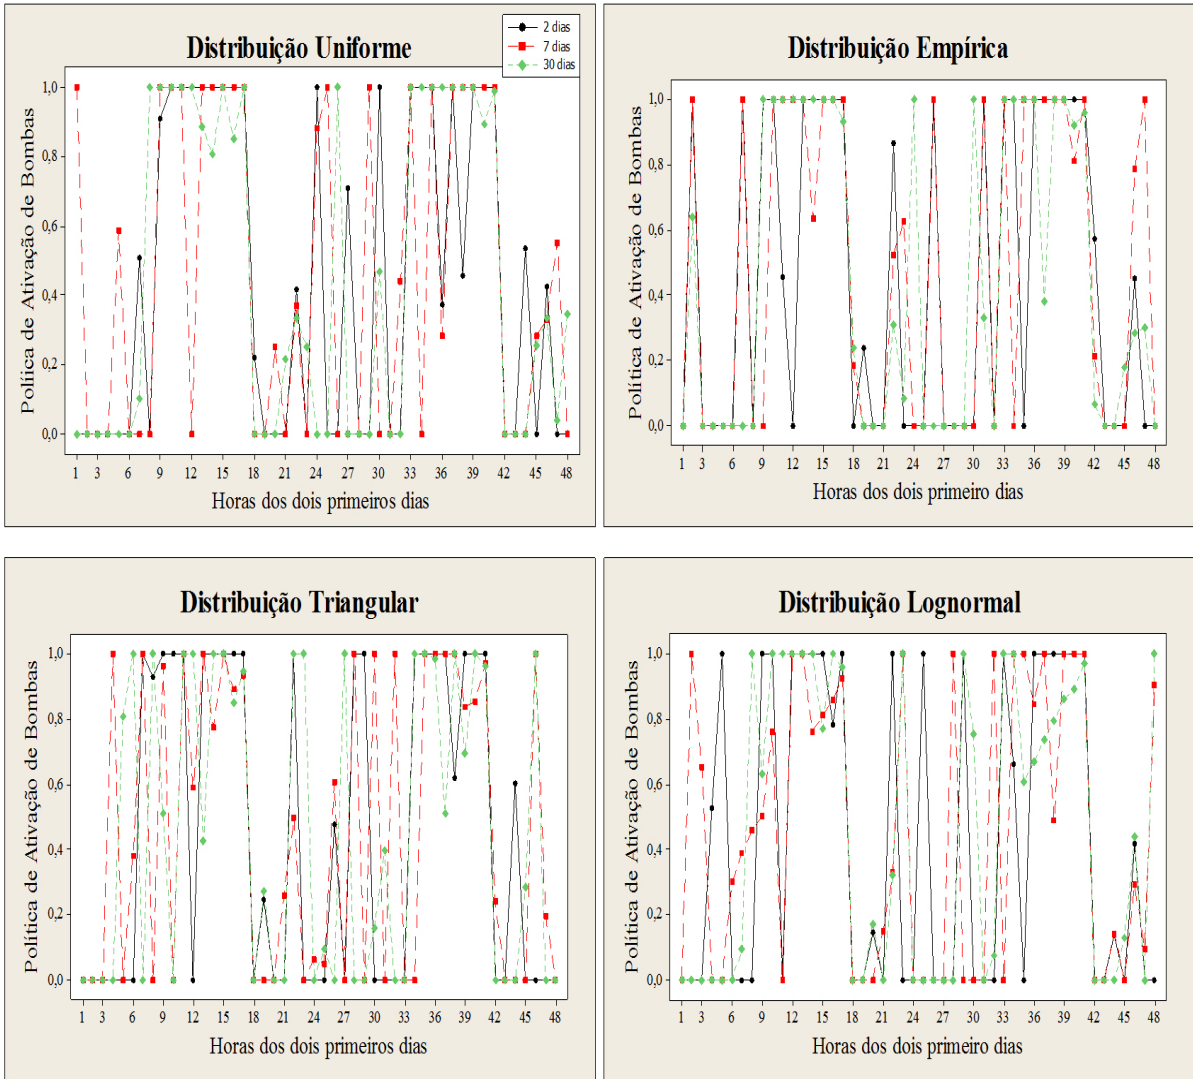 Distribuição Uniforme
2 dias
7 dias
30 dias
Políica de Ativação de Bombas
1,0
0,8
0,6
0,4
0,2
0,0
1 3 6 9 12 15 18 21 24 27 30 33 36 39 42 45 48
Horas dos dois primeiros dias
Distribuição Empírica
Política de Ativação de Bombas
1,0
0,8
0,6
0,4
0,2
0,0
1 3 6 9 12 15 18 21 24 27 30 33 36 39 42 45 48
Horas dos dois primeiro dias
Distribuição Triangular
Política de Ativação de Bombas
1,0
0,8
0,6
0,4
0,2
0,0
1 3 6 9 12 15 18 21 24 27 30 33 36 39 42 45 48
Horas dos dois primeiros dias
Distribuição Lognormal
Política de Ativação de Bombas
1,0
0,8
0,6
0,4
0,2
0,0
1 3 6 9 12 15 18 21 24 27 30 33 36 39 42 45 48
Horas dos dois primeiro dias